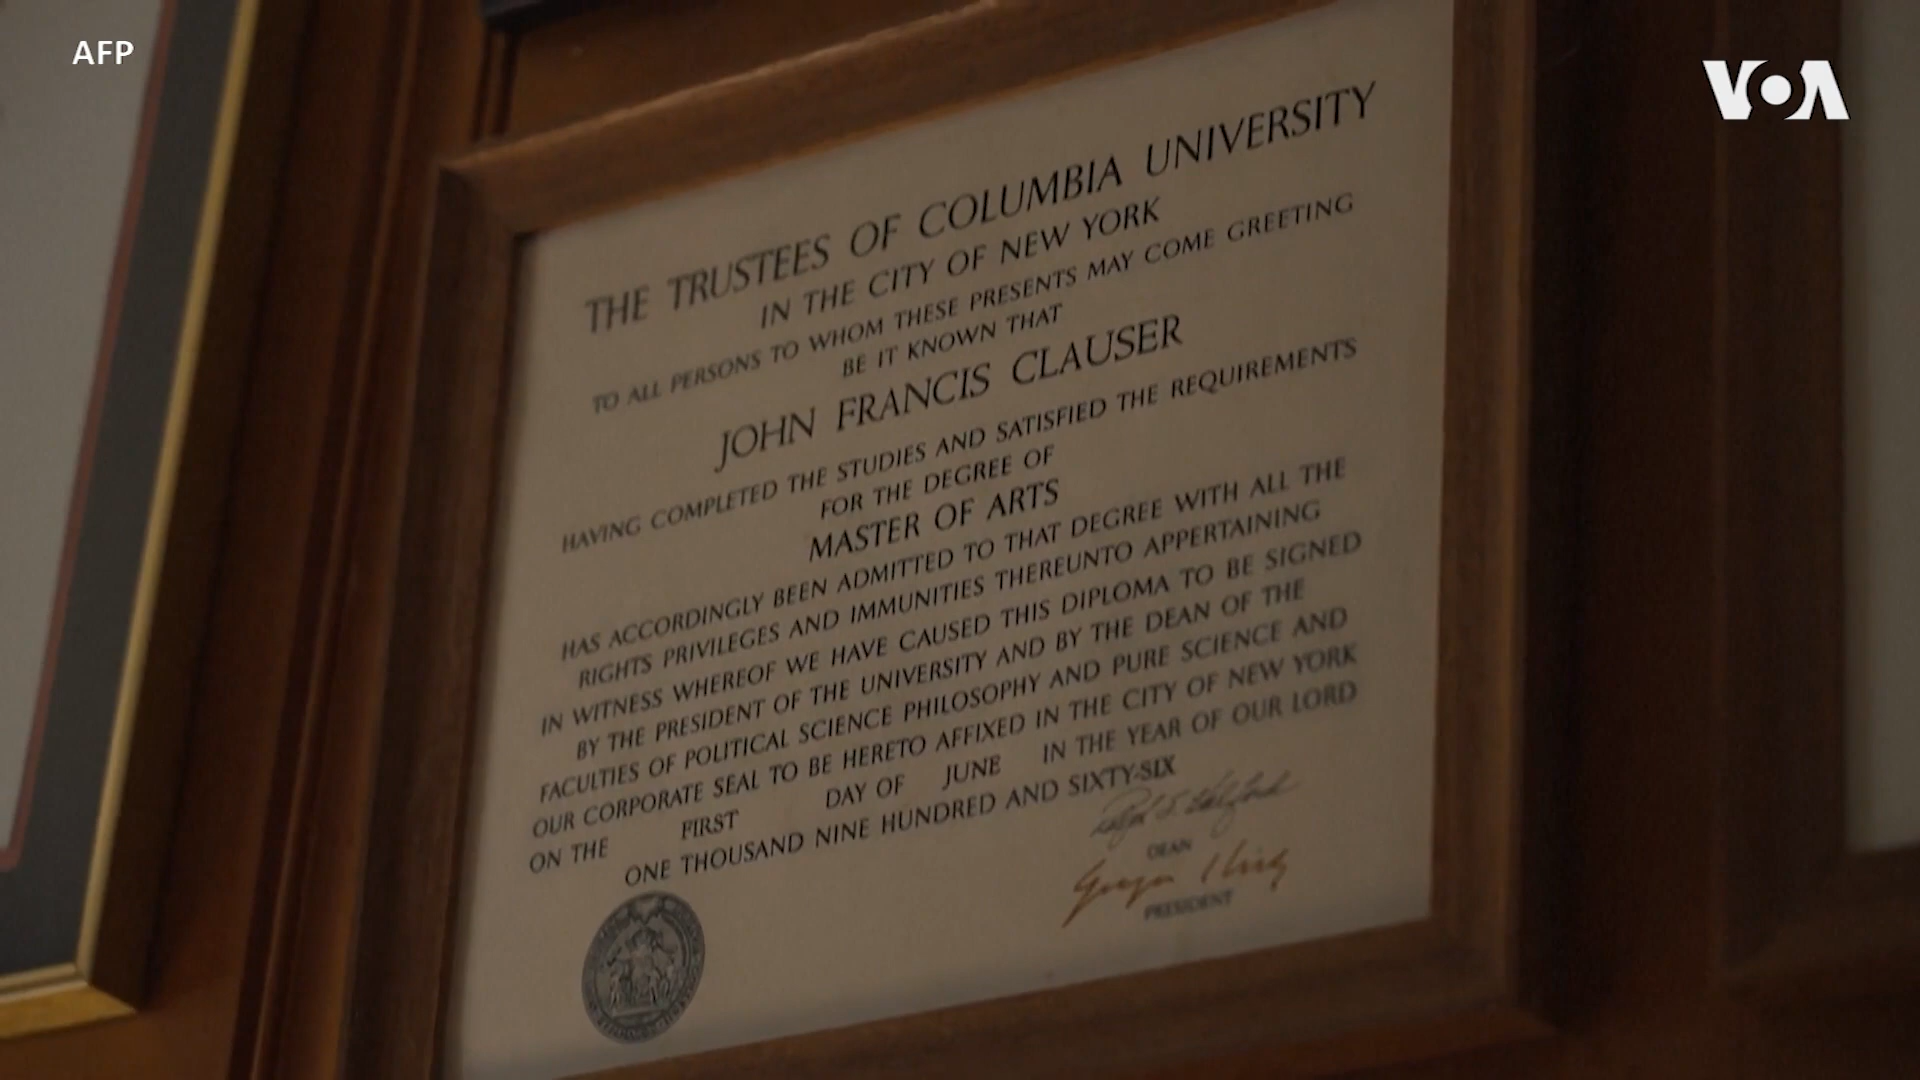 AFP
VOA
THE TRUSTEES OF COLUMBIA UNIVERSITY
IN THE CITY OF NEW YORK
TO ALL PERSONS TO WHOM THESE PRESENTS MAY COME GREETING
BE IT KNOWN THAT
JOHN FRANCIS CLAUSER
HAVING COMPLETED THE STUDIES AND SATISFIED THE REQUIREMENTS
FOR THE DEGREE OF
MASTER OF ARTS
HAS ACCORDINGLY BEEN ADMITTED TO THAT DEGREE WITH ALL THE
RIGHTS PRIVILEGES AND IMMUNITIES THEREUNTO APPERTAINING
IN WITNESS WHEREOF WE HAVE CAUSED THIS DIPLOMA TO BE SIGNED
BY THE PRESIDENT OF THE UNIVERSITY AND BY THE DEAN OF THE
FACULTIES OF POLITICAL SCIENCE PHILOSOPHY AND PURE SCIENCE AND
OUR CORPORATE SEAL TO BE HERETO AFFIXED IN THE CITY OF NEW YORK
ON THE FIRST DAY OF JUNE IN THE YEAR OF OUR LORD
ONE THOUSAND NINE HUNDRED AND SIXTY-SIX
DEAN
PRESIDENT